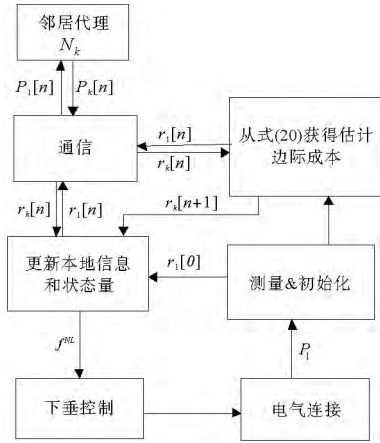 邻居代理
N_k
P_1[n]
P_k[n]
通信
r_1[n]
r_k[n]
从式(20)获得估计
边际成本
r_k[n]
r_1[n]
r_k[n+1]
更新本地信息
和状态量
r_1[0]
测量&初始化
f^NL
P_1
下垂控制
电气连接